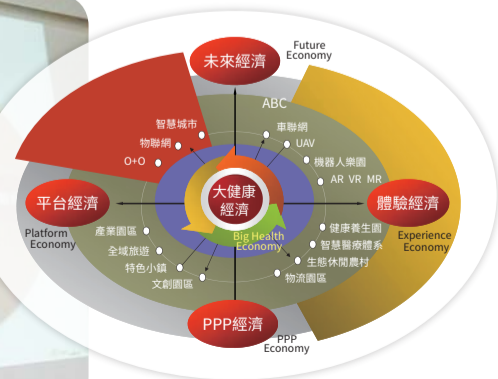 未來經濟
Future
Economy
ABC
智慧城市
物聯網
O+O
車聯網
UAV
機器人樂園
AR VR MR
平台經濟
Platform
Economy
大健康
經濟
Big Health
Economy
體驗經濟
Experience
Economy
產業園區
全域旅遊
特色小鎮
文創園區
健康養生園
智慧醫療體系
生態休閒農村
物流園區
PPP經濟
PPP
Economy